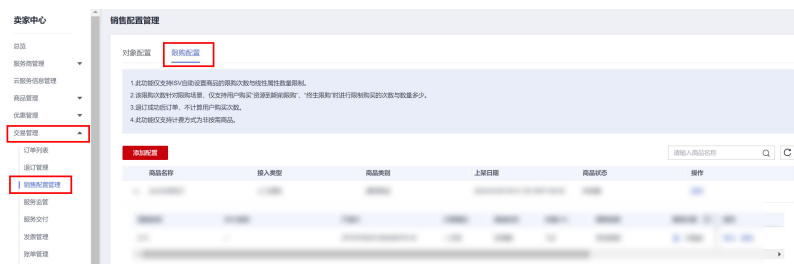 卖家中心
总览
服务商管理
云服务信息管理
商品管理
优惠管理
交易管理
订单列表
退订管理
销售配置管理
服务监管
服务交付
发票管理
账单管理
销售配置管理
对象配置 限购配置
1.此功能仅支持ISV自助设置商品的限购次数与线性属性数量限制。
2.该限购次数针对限购场景，仅支持用户购买“资源到期前限购”、“终生限购”时进行限制购买的次数与数量多少。
3.退订成功后订单，不计算用户购买次数。
4.此功能仅支持计费方式为非按需商品。
添加配置
请输入商品名称
商品名称 接入类型 商品类别 上架日期 商品状态 操作